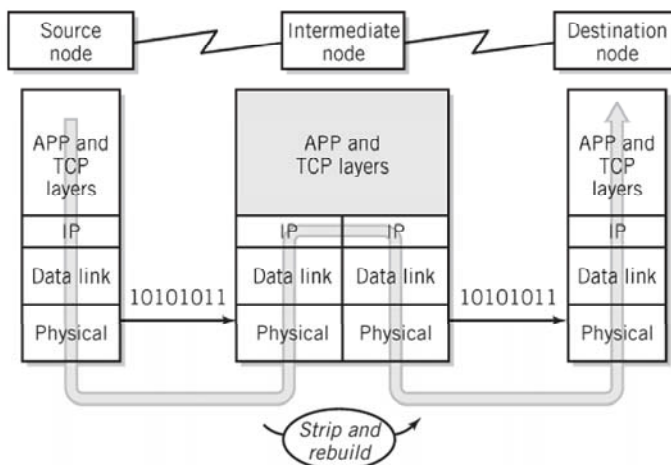 Source
node
Intermediate
node
Destination
node
APP and
TCP
layers
IP
Data link
Physical
10101011
APP and
TCP layers
IP
IP
Data link
Data link
Physical
Physical
10101011
APP and
TCP
layers
IP
Data link
Physical
Strip and
rebuild